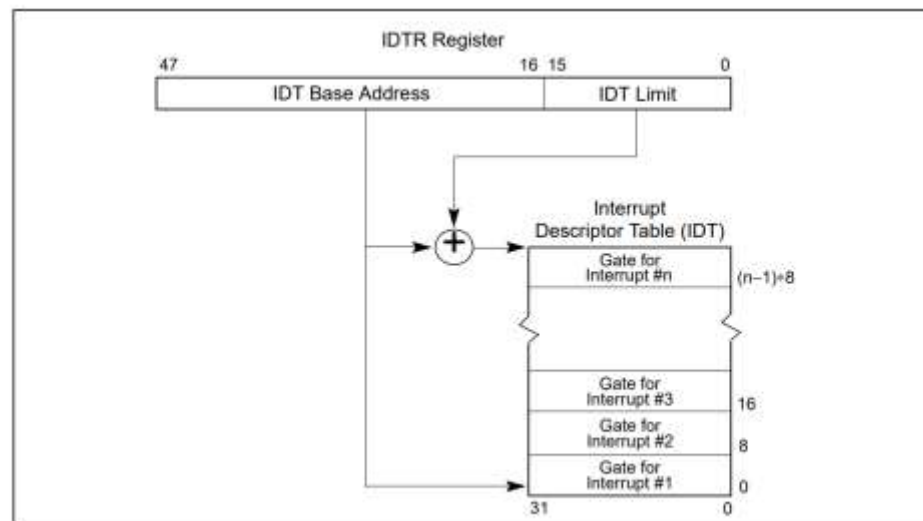 IDTR Register
47 16 15 0
IDT Base Address IDT Limit
+
Interrupt
Descriptor Table (IDT)
Gate for
Interrupt #n
(n−1)∗8
Gate for
Interrupt #3
16
Gate for
Interrupt #2
8
Gate for
Interrupt #1
0
31 0